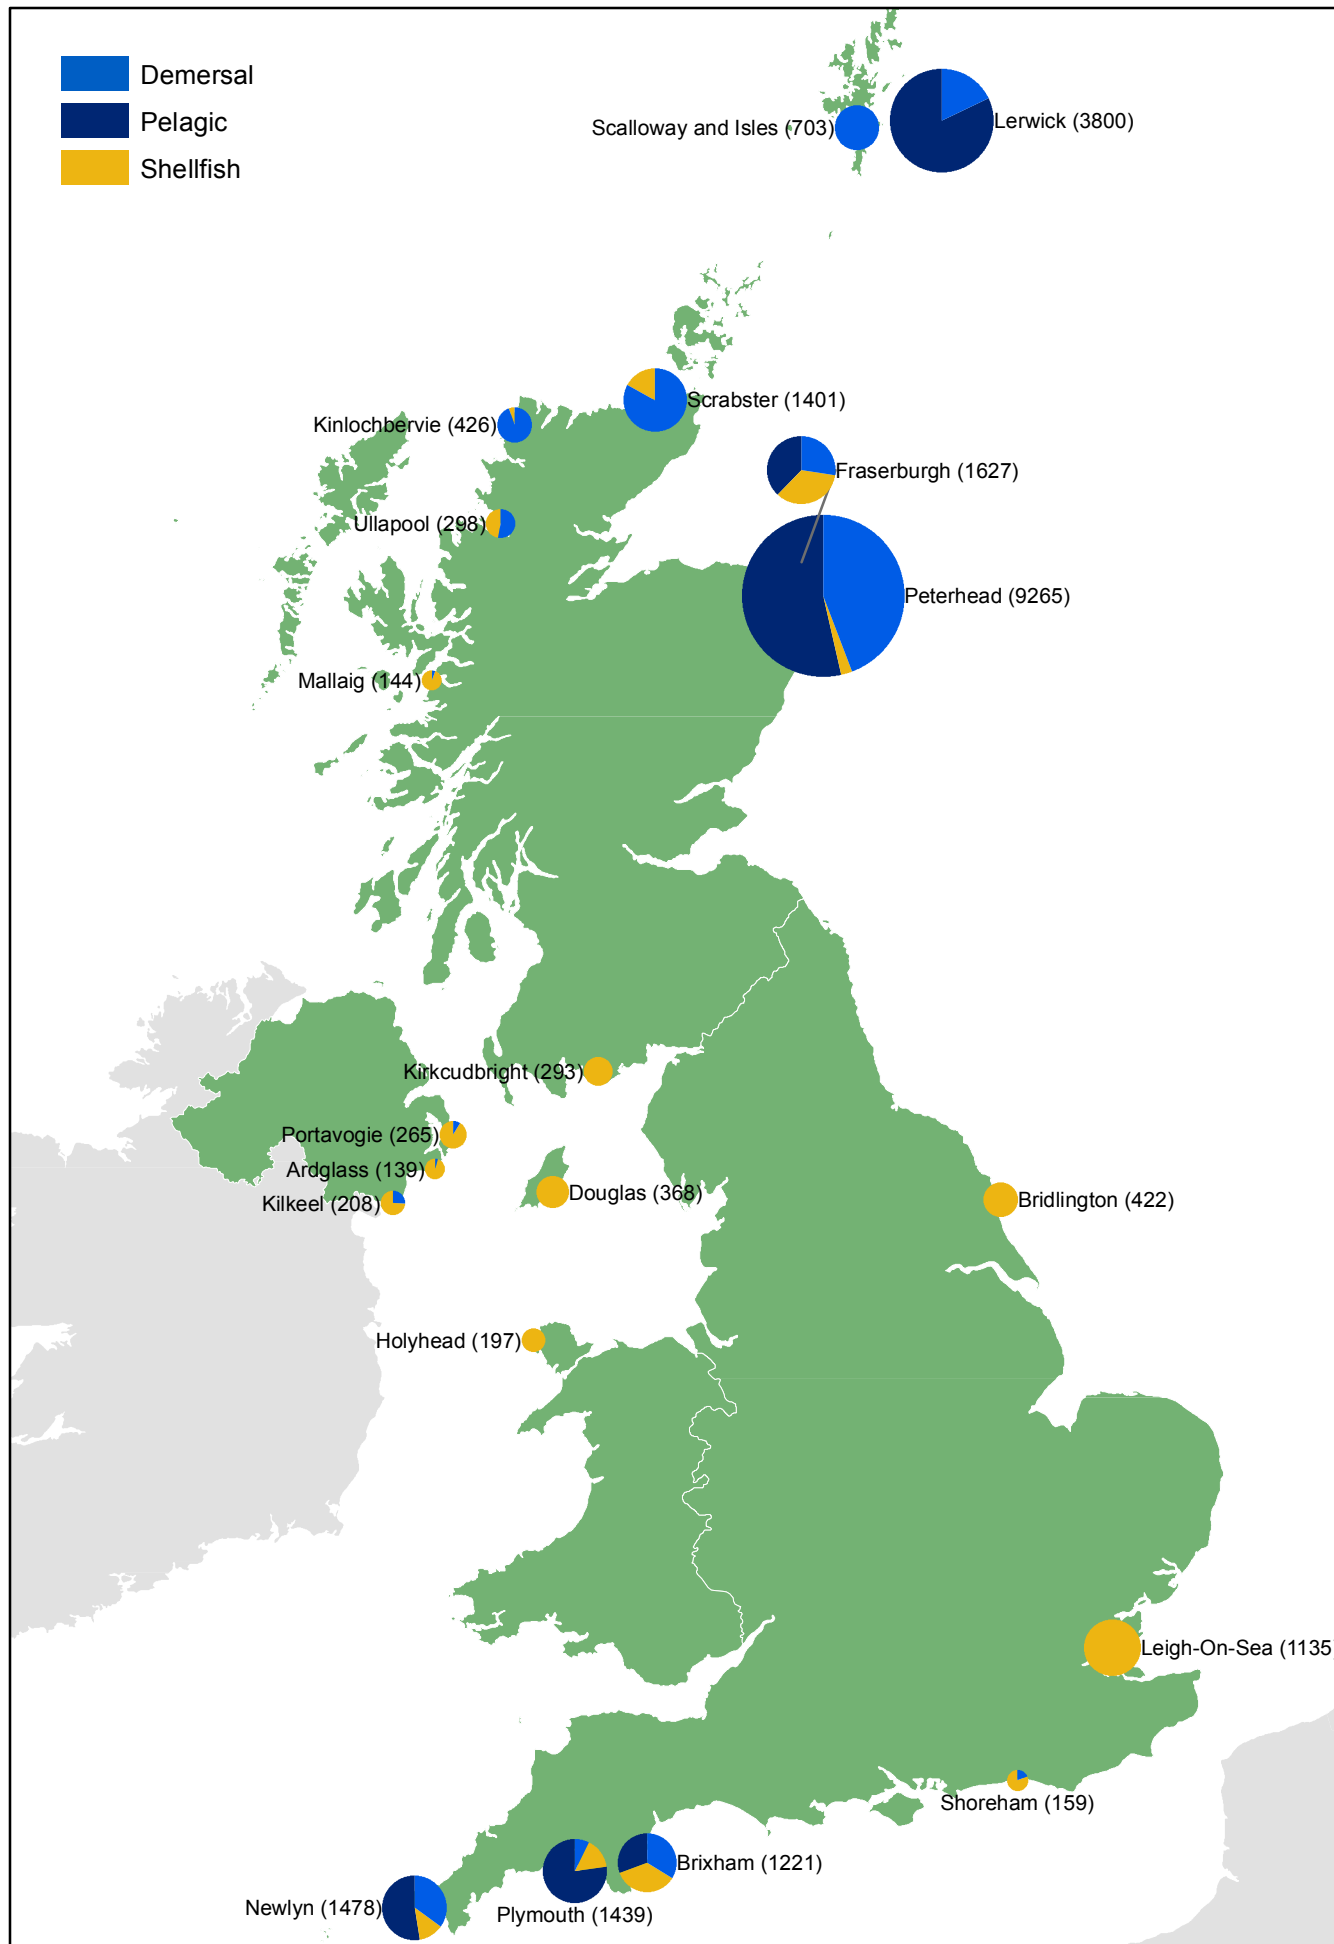 Demersal
Pelagic
Shellfish
Scalloway and Isles (703)
Lerwick (3800)
Scrabster (1401)
Kinlochbervie (426)
Fraserburgh (1627)
Ullapool (298)
Peterhead (9265)
Mallaig (144)
Kirkcudbright (293)
Portavogie (265)
Ardglass (139)
Kilkeel (208)
Douglas (368)
Bridlington (422)
Holyhead (197)
Leigh-On-Sea (1135)
Shoreham (159)
Brixham (1221)
Newlyn (1478)
Plymouth (1439)